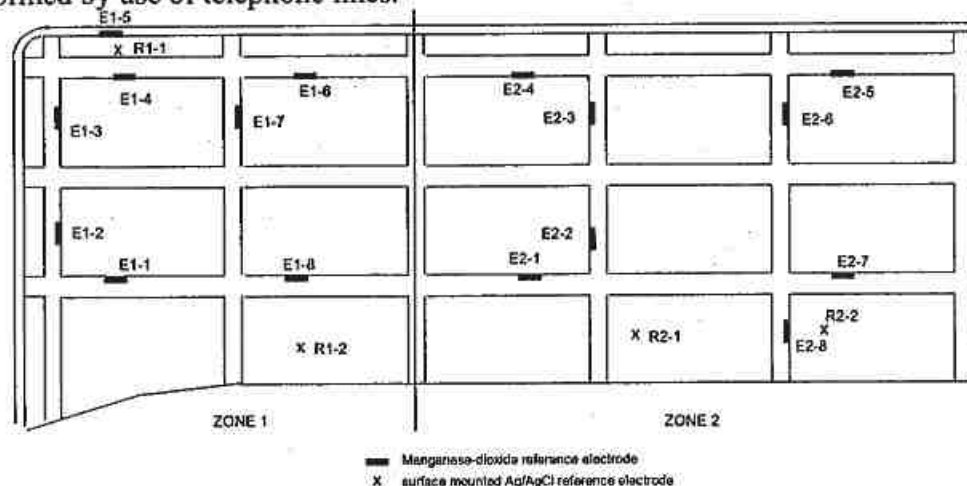 ormed by use of telephone lines.
E1-5
R1-1
E1-4
E1-6
E2-4
E2-5
E1-3
E1-7
E2-3
E2-6
E1-2
E2-2
E1-1
E1-8
E2-1
E2-7
R1-2
R2-1
R2-2
E2-8
ZONE 1
ZONE 2
Manganese-dioxide reference electrode
X surface mounted Ag/AgCl reference electrode